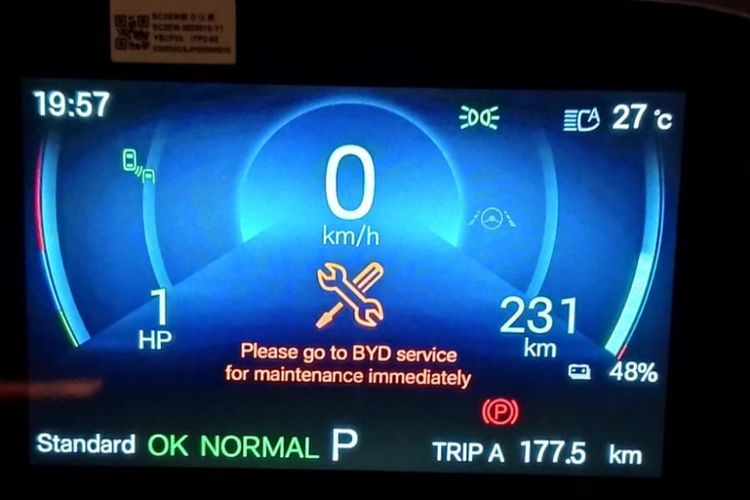 19:57
27 °C
A
0
km/h
1
HP
231
km
Please go to BYD service
for maintenance immediately
48%
P
Standard OK NORMAL P TRIP A 177.5 km